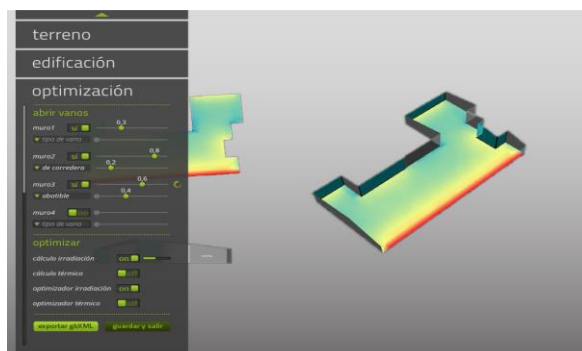 terreno
edificación
optimización
abrir vanos
muro1 sí 0,3
tipo de vano
muro2 sí 0,8
de corredera 0,2
muro3 sí 0,6
abatible 0,4
muro4 no
tipo de vano
optimizar
cálculo irradiación on
cálculo térmico off
optimizador irradiación on
optimizador térmico off
exportar gbXML guardar y salir